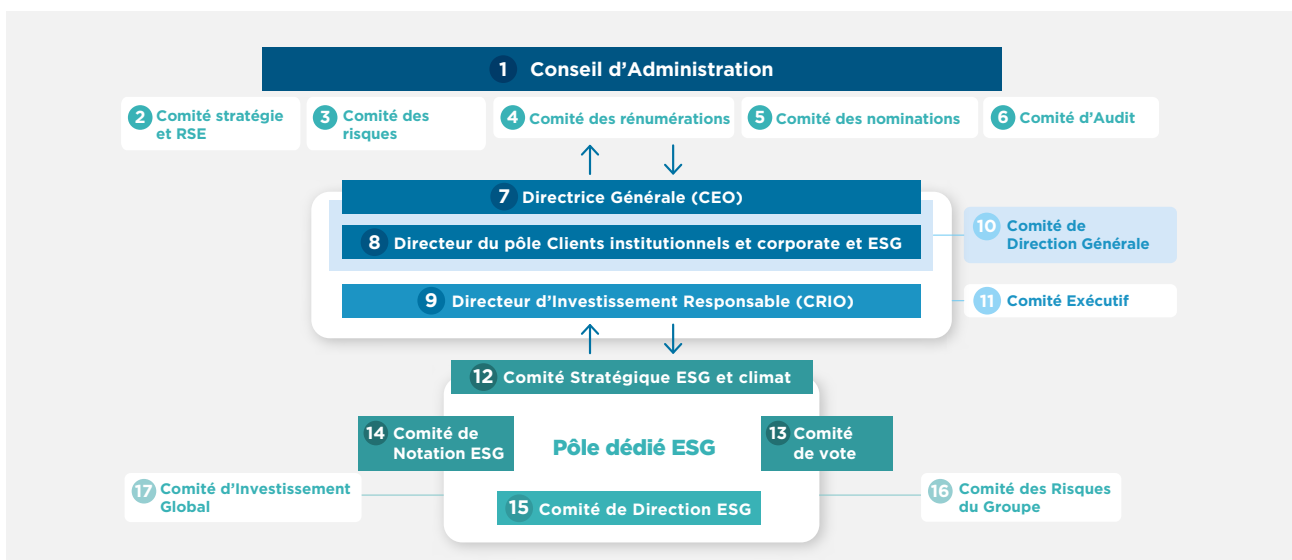 1 Conseil d'Administration
2 Comité stratégie
et RSE
3 Comité des
risques
4 Comité des rénumérations
5 Comité des nominations
6 Comité d'Audit
7 Directrice Générale (CEO)
8 Directeur du pôle Clients institutionnels et corporate et ESG
10 Comité de
Direction Générale
9 Directeur d'Investissement Responsable (CRIO)
11 Comité Exécutif
12 Comité Stratégique ESG et climat
14 Comité de
Notation ESG
Pôle dédié ESG
13 Comité
de vote
17 Comité d'Investissement
Global
15 Comité de Direction ESG
16 Comité des Risques
du Groupe